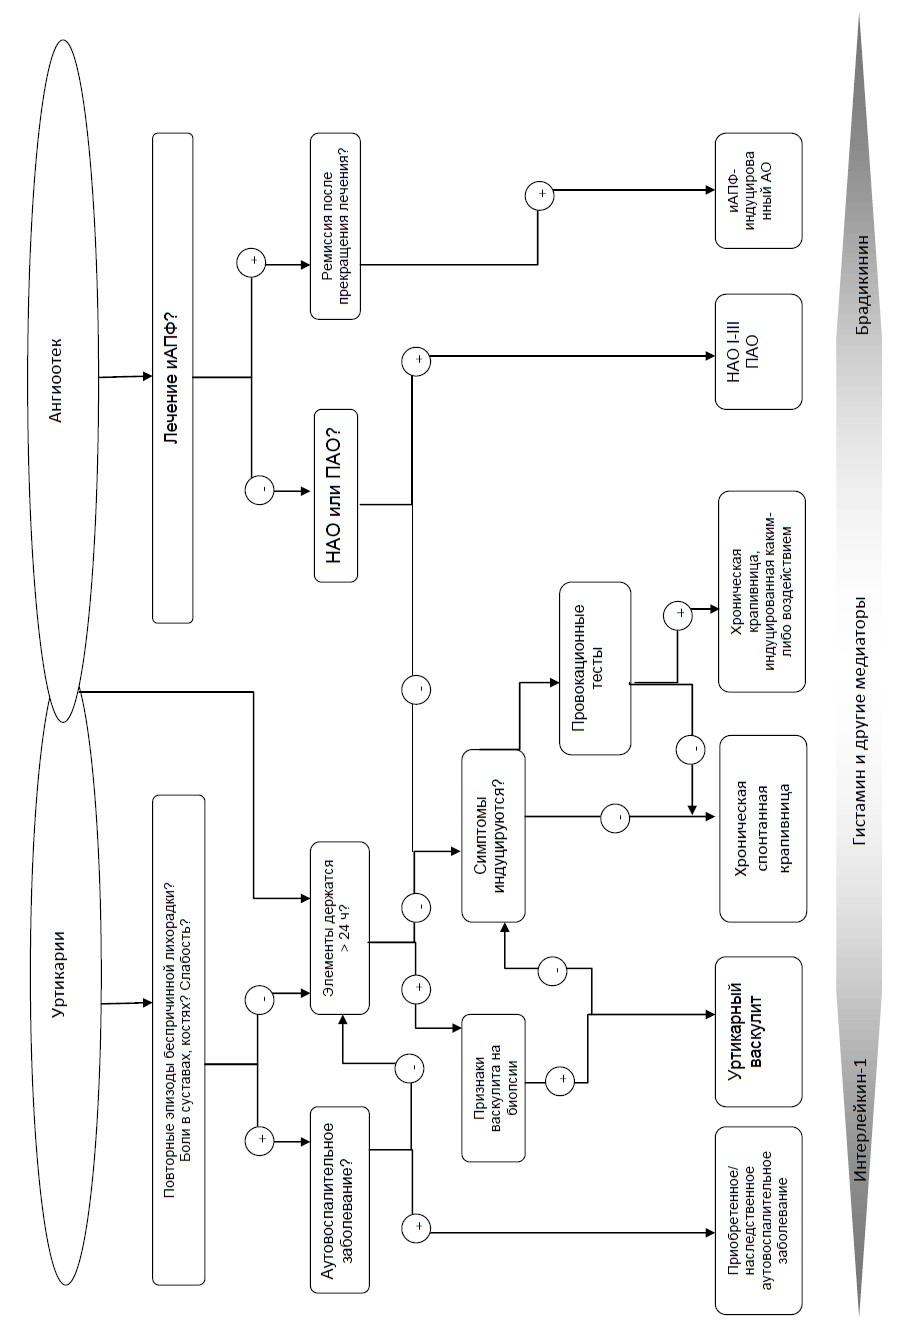 Уртикарии
Ангиоотек
Повторные эпизоды беспричинной лихорадки?
Боли в суставах, костях? Слабость?
Лечение иАПФ?
+
-
-
+
Аутовоспалительное
заболевание?
Элементы держатся
> 24 ч?
НАО или ПАО?
Ремиссия после
прекращения лечения?
+
-
+
-
-
+
Признаки
васкулита на
биопсии
Симптомы
индуцируются?
+
-
+
Провокационные
тесты
-
-
+
Приобретенное/
наследственное
аутовоспалительное
заболевание
Уртикарный
васкулит
Хроническая
спонтанная
крапивница
Хроническая
крапивница,
индуцированная каким-
либо воздействием
НАО I-III
ПАО
иАПФ-
индуцирова
нный АО
Интерлейкин-1
Гистамин и другие медиаторы
Брадикинин